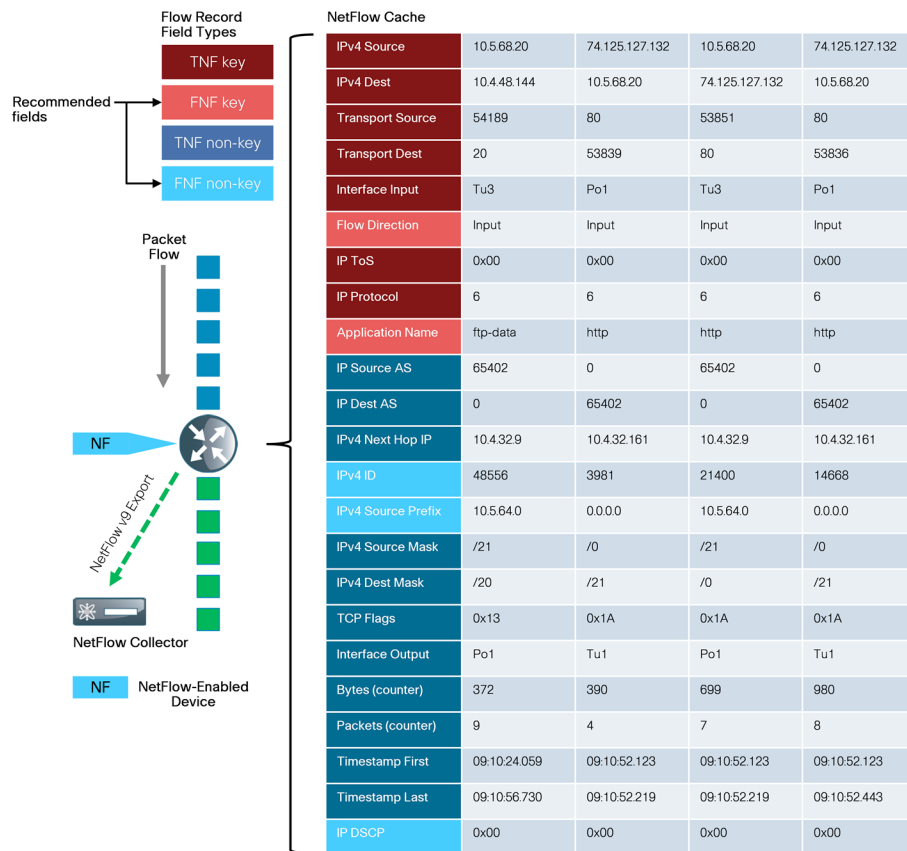 Flow Record
Field Types
TNF key
FNF key
TNF non-key
FNF non-key
Recommended
fields
Packet
Flow
NF
NetFlow v9 Export
NetFlow Collector
NF
NetFlow-Enabled
Device
NetFlow Cache
IPv4 Source 10.5.68.20 74.125.127.132 10.5.68.20 74.125.127.132
IPv4 Dest 10.4.48.144 10.5.68.20 74.125.127.132 10.5.68.20
Transport Source 54189 80 53851 80
Transport Dest 20 53839 80 53836
Interface Input Tu3 Po1 Tu3 Po1
Flow Direction Input Input Input Input
IP ToS 0x00 0x00 0x00 0x00
IP Protocol 6 6 6 6
Application Name ftp-data http http http
IP Source AS 65402 0 65402 0
IP Dest AS 0 65402 0 65402
IPv4 Next Hop IP 10.4.32.9 10.4.32.161 10.4.32.9 10.4.32.161
IPv4 ID 48556 3981 21400 14668
IPv4 Source Prefix 10.5.64.0 0.0.0.0 10.5.64.0 0.0.0.0
IPv4 Source Mask /21 /0 /21 /0
IPv4 Dest Mask /20 /21 /0 /21
TCP Flags 0x13 0x1A 0x1A 0x1A
Interface Output Po1 Tu1 Po1 Tu1
Bytes (counter) 372 390 699 980
Packets (counter) 9 4 7 8
Timestamp First 09:10:24.059 09:10:52.123 09:10:52.123 09:10:52.123
Timestamp Last 09:10:56.730 09:10:52.219 09:10:52.219 09:10:52.443
IP DSCP 0x00 0x00 0x00 0x00